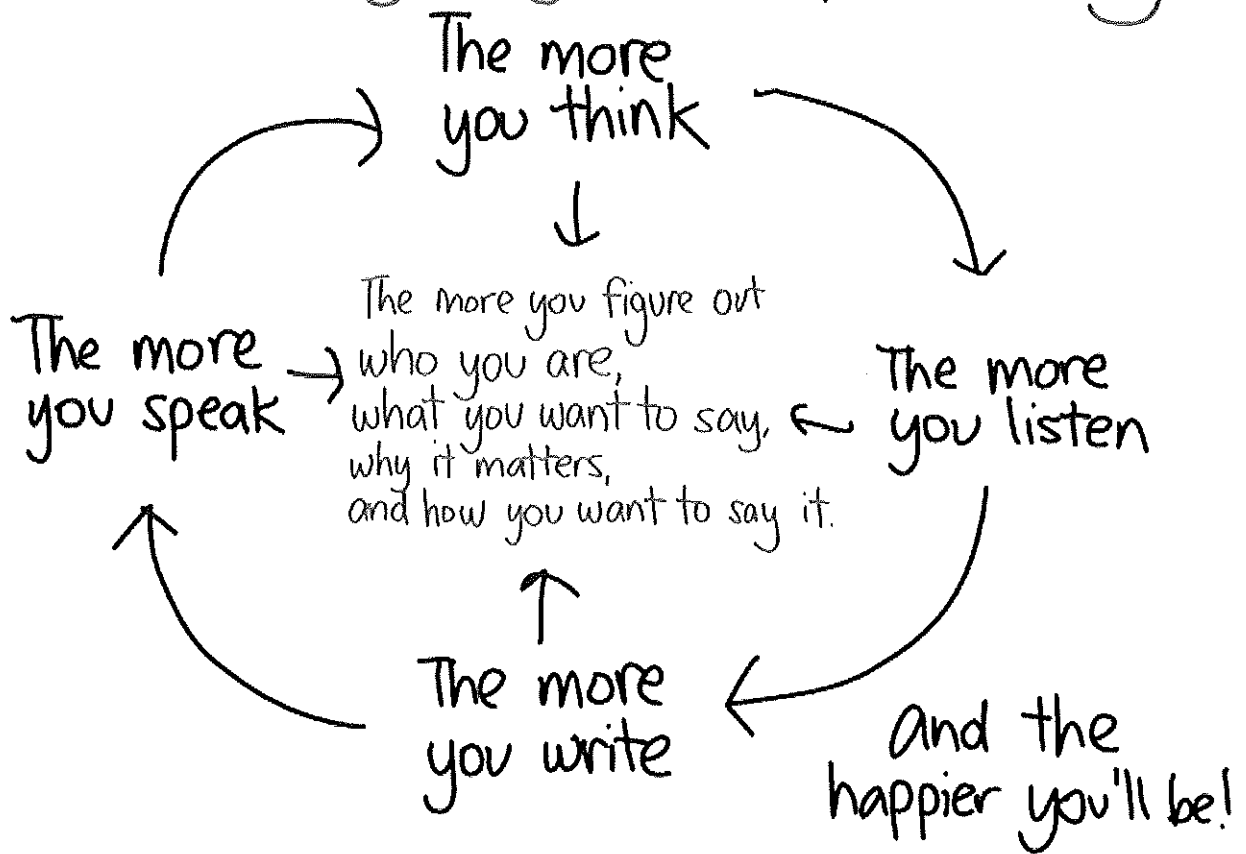 The more
you think
The more you figure out
who you are,
what you want to say,
why it matters,
and how you want to say it.
The more
you speak
The more
you listen
The more
you write
and the
happier you'll be!